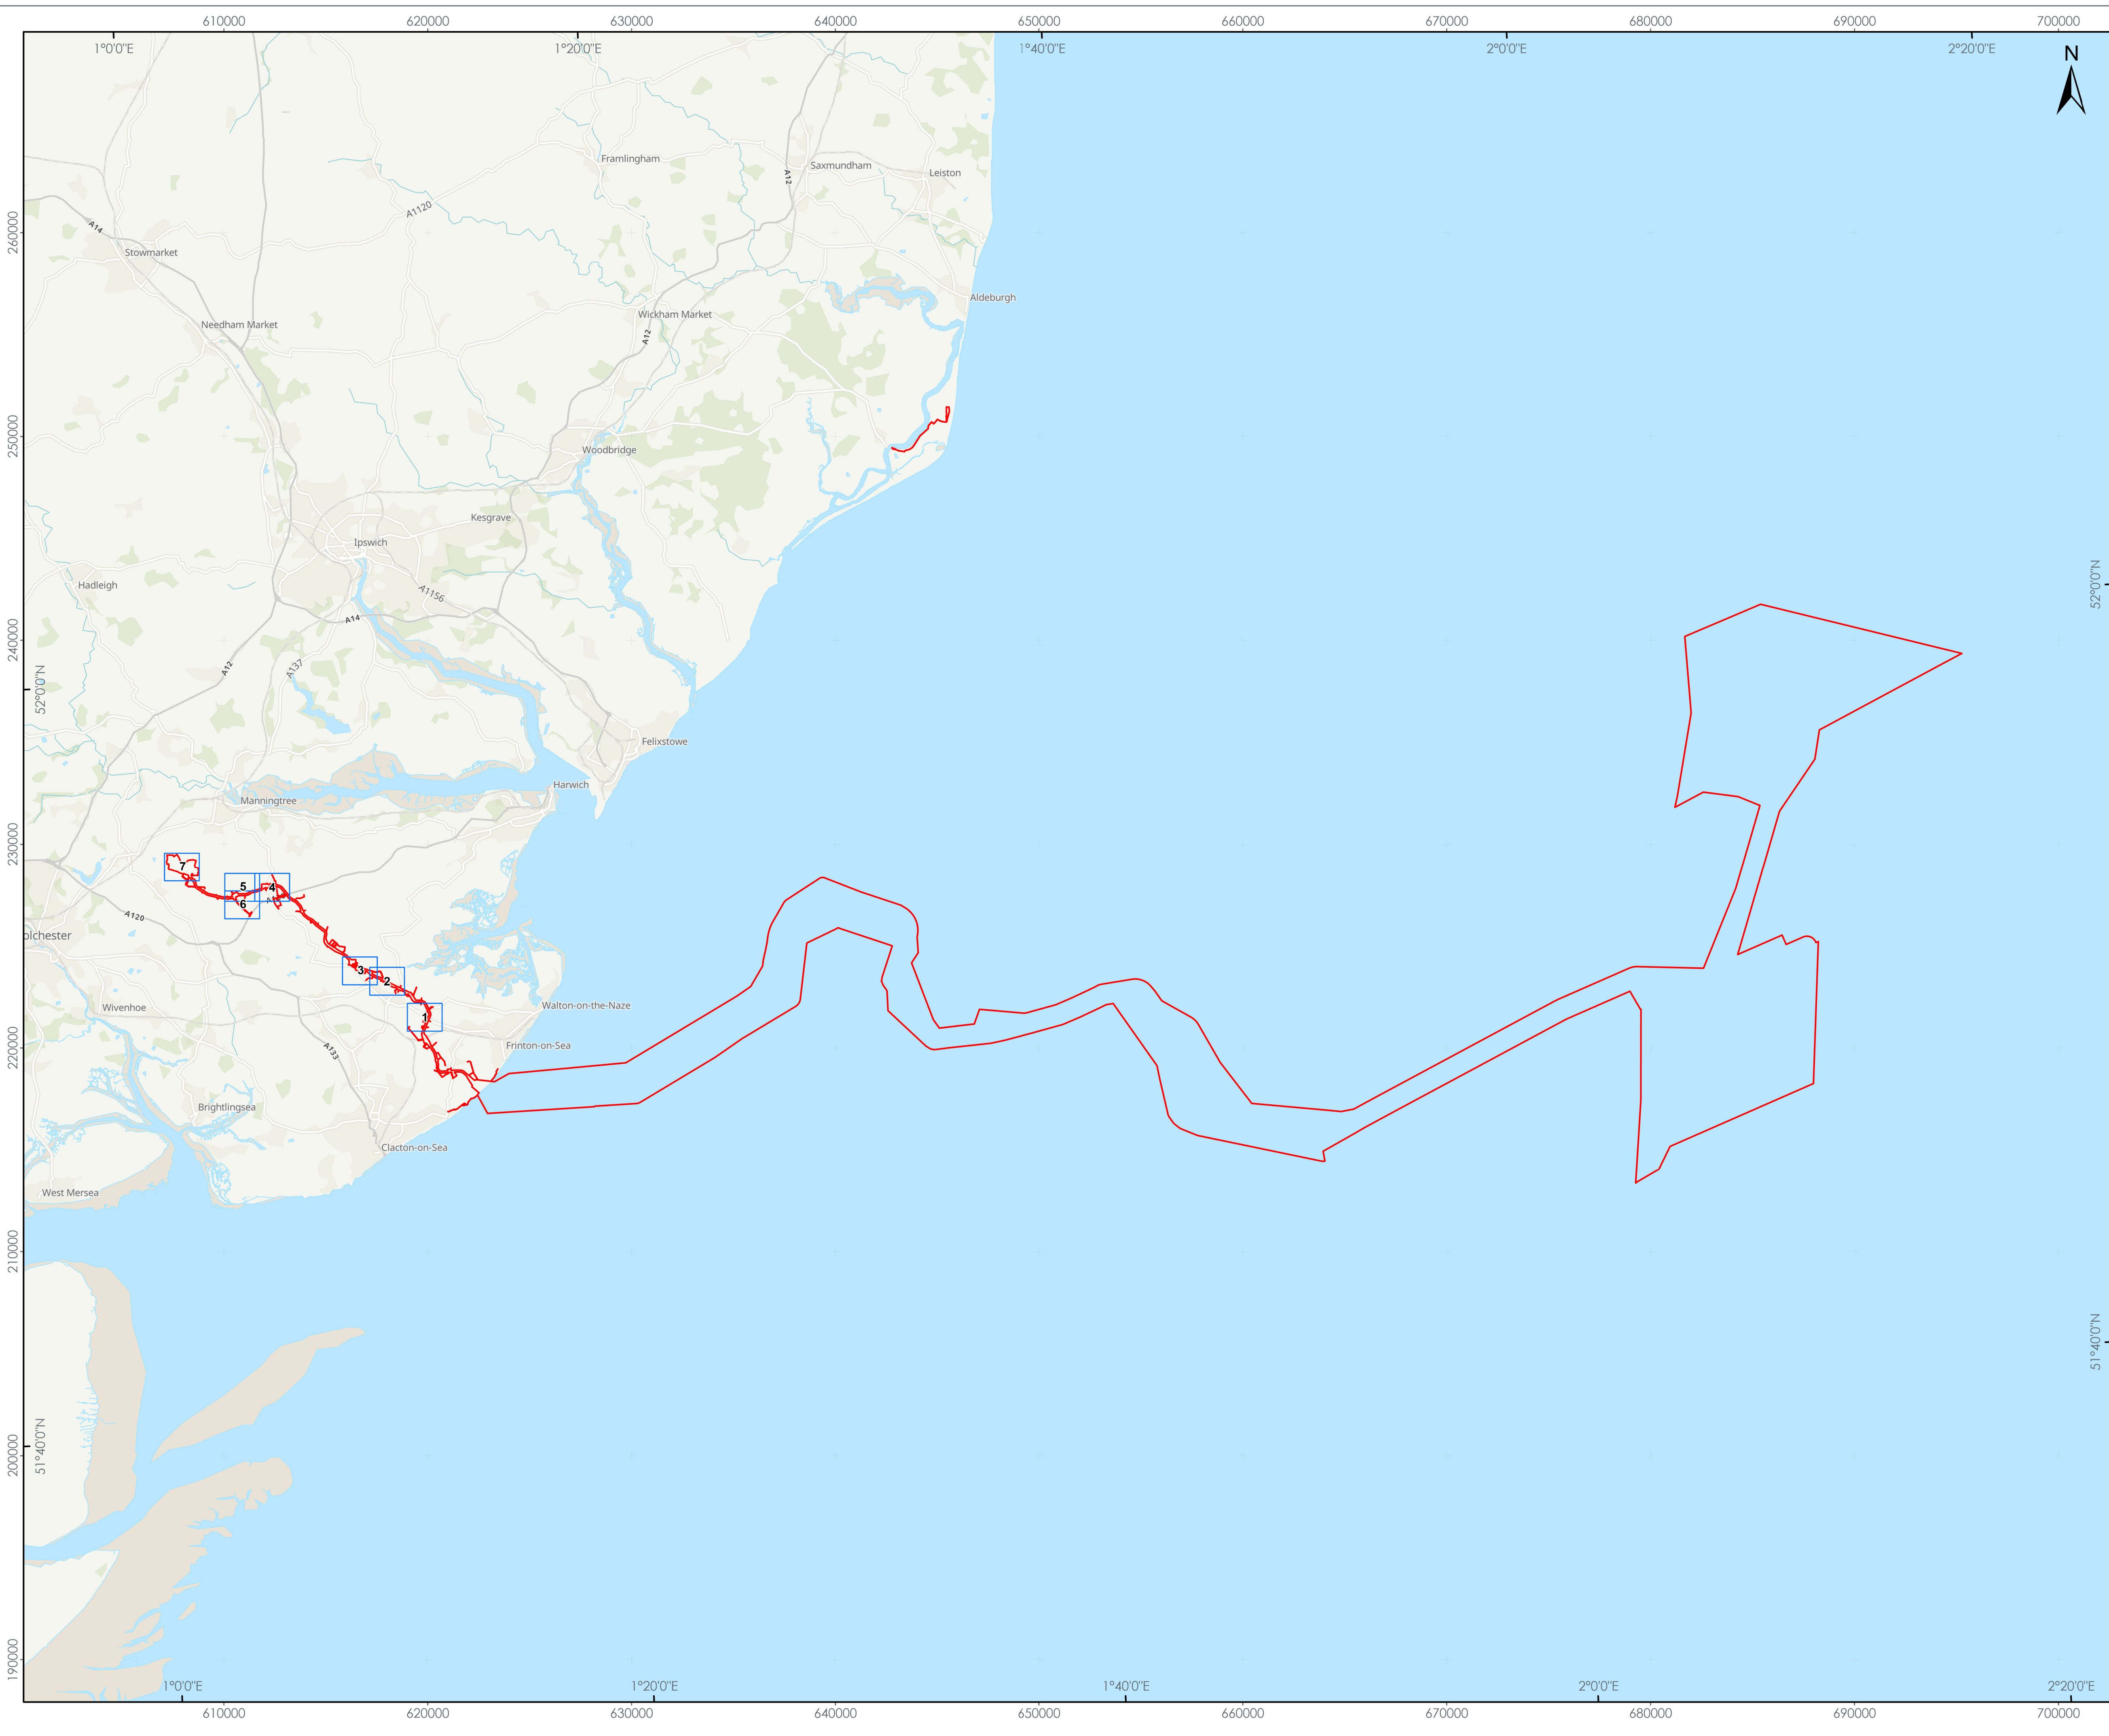 610000 620000 630000 640000 650000 660000 670000 680000 690000 700000
1°0'0"E 1°20'0"E 1°40'0"E 2°0'0"E 2°20'0"E
N
Framlingham
Saxmundham
Leiston
A12
A1120
260000
A14
Stowmarket
Aldeburgh
Wickham Market
Needham Market
A12
250000
Woodbridge
Kesgrave
Ipswich
52°0'0"N
Hadleigh
A1156
A14
240000
A12
A137
52°0'0"N
Felixstowe
Harwich
Manningtree
230000
7
5
4
6
A120
olchester
3
2
Wivenhoe
Walton-on-the-Naze
1
220000
Frinton-on-Sea
A133
Brightlingsea
Clacton-on-Sea
West Mersea
210000
51°40'0"N
200000
51°40'0"N
190000
1°0'0"E 1°20'0"E 1°40'0"E 2°0'0"E 2°20'0"E
610000 620000 630000 640000 650000 660000 670000 680000 690000 700000